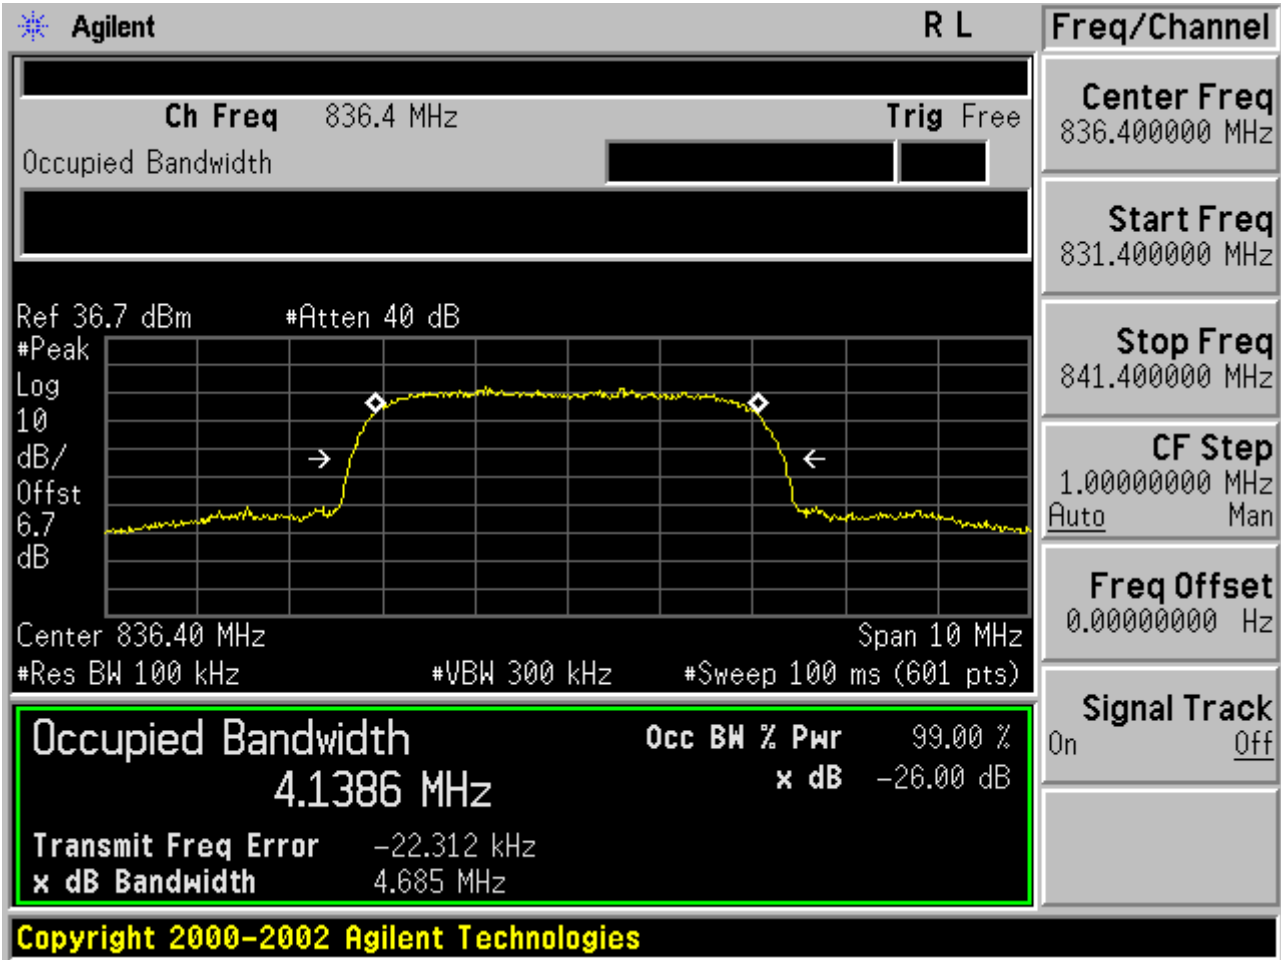 Agilent R L
Ch Freq 836.4 MHz Trig Free
Occupied Bandwidth
Ref 36.7 dBm #Atten 40 dB
#Peak
Log
10
dB/
Offst
6.7
dB
Center 836.40 MHz Span 10 MHz
#Res BW 100 kHz #VBW 300 kHz #Sweep 100 ms (601 pts)
Occupied Bandwidth Occ BW % Pwr 99.00 %
4.1386 MHz x dB -26.00 dB
Transmit Freq Error -22.312 kHz
x dB Bandwidth 4.685 MHz
Copyright 2000-2002 Agilent Technologies
Freq/Channel
Center Freq
836.400000 MHz
Start Freq
831.400000 MHz
Stop Freq
841.400000 MHz
CF Step
1.00000000 MHz
Auto Man
Freq Offset
0.00000000 Hz
Signal Track
On Off